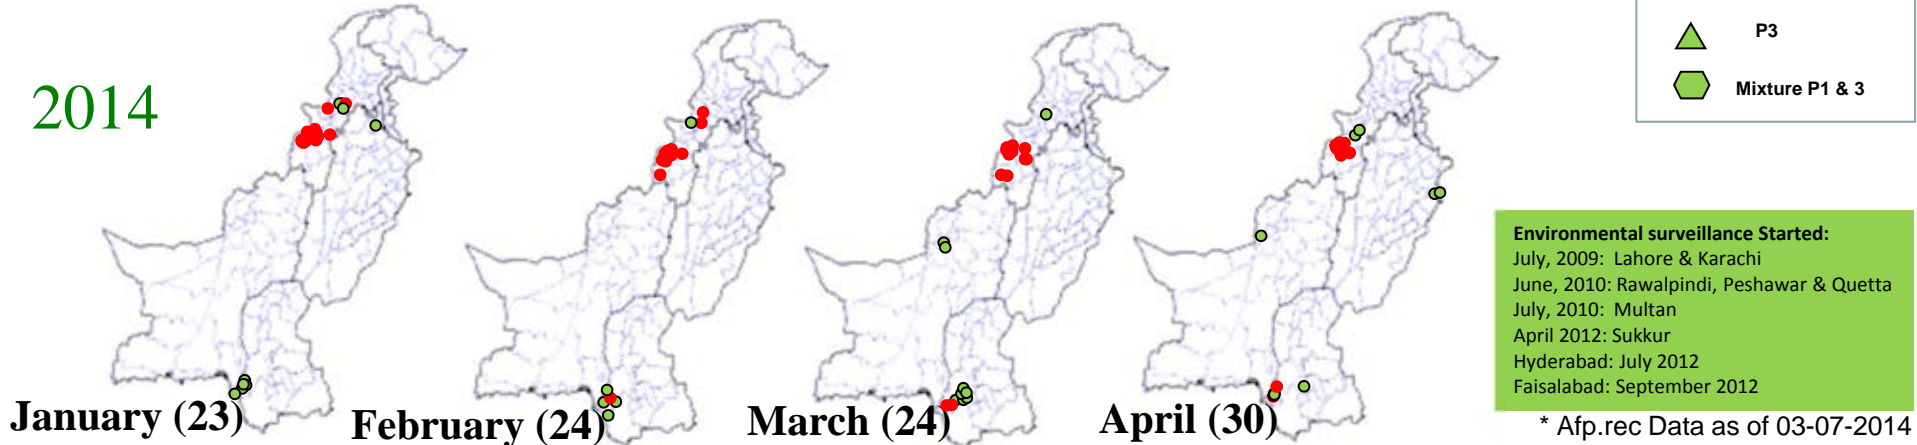 2014
P3
Mixture P1 & 3
Environmental surveillance Started:
July, 2009: Lahore & Karachi
June, 2010: Rawalpindi, Peshawar & Quetta
July, 2010: Multan
April 2012: Sukkur
Hyderabad: July 2012
Faisalabad: September 2012
January (23)
February (24)
March (24)
April (30)
* Afp.rec Data as of 03-07-2014